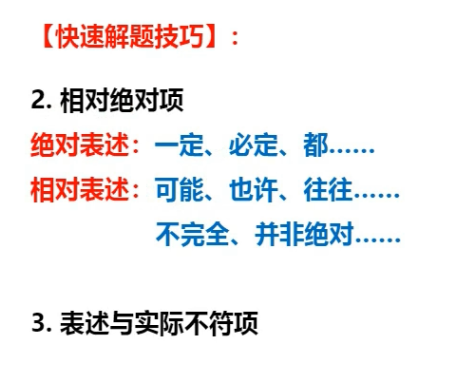 【快速解题技巧】：
2. 相对绝对项
绝对表述：一定、必定、都……
相对表述：可能、也许、往往……
不完全、并非绝对……
3. 表述与实际不符项